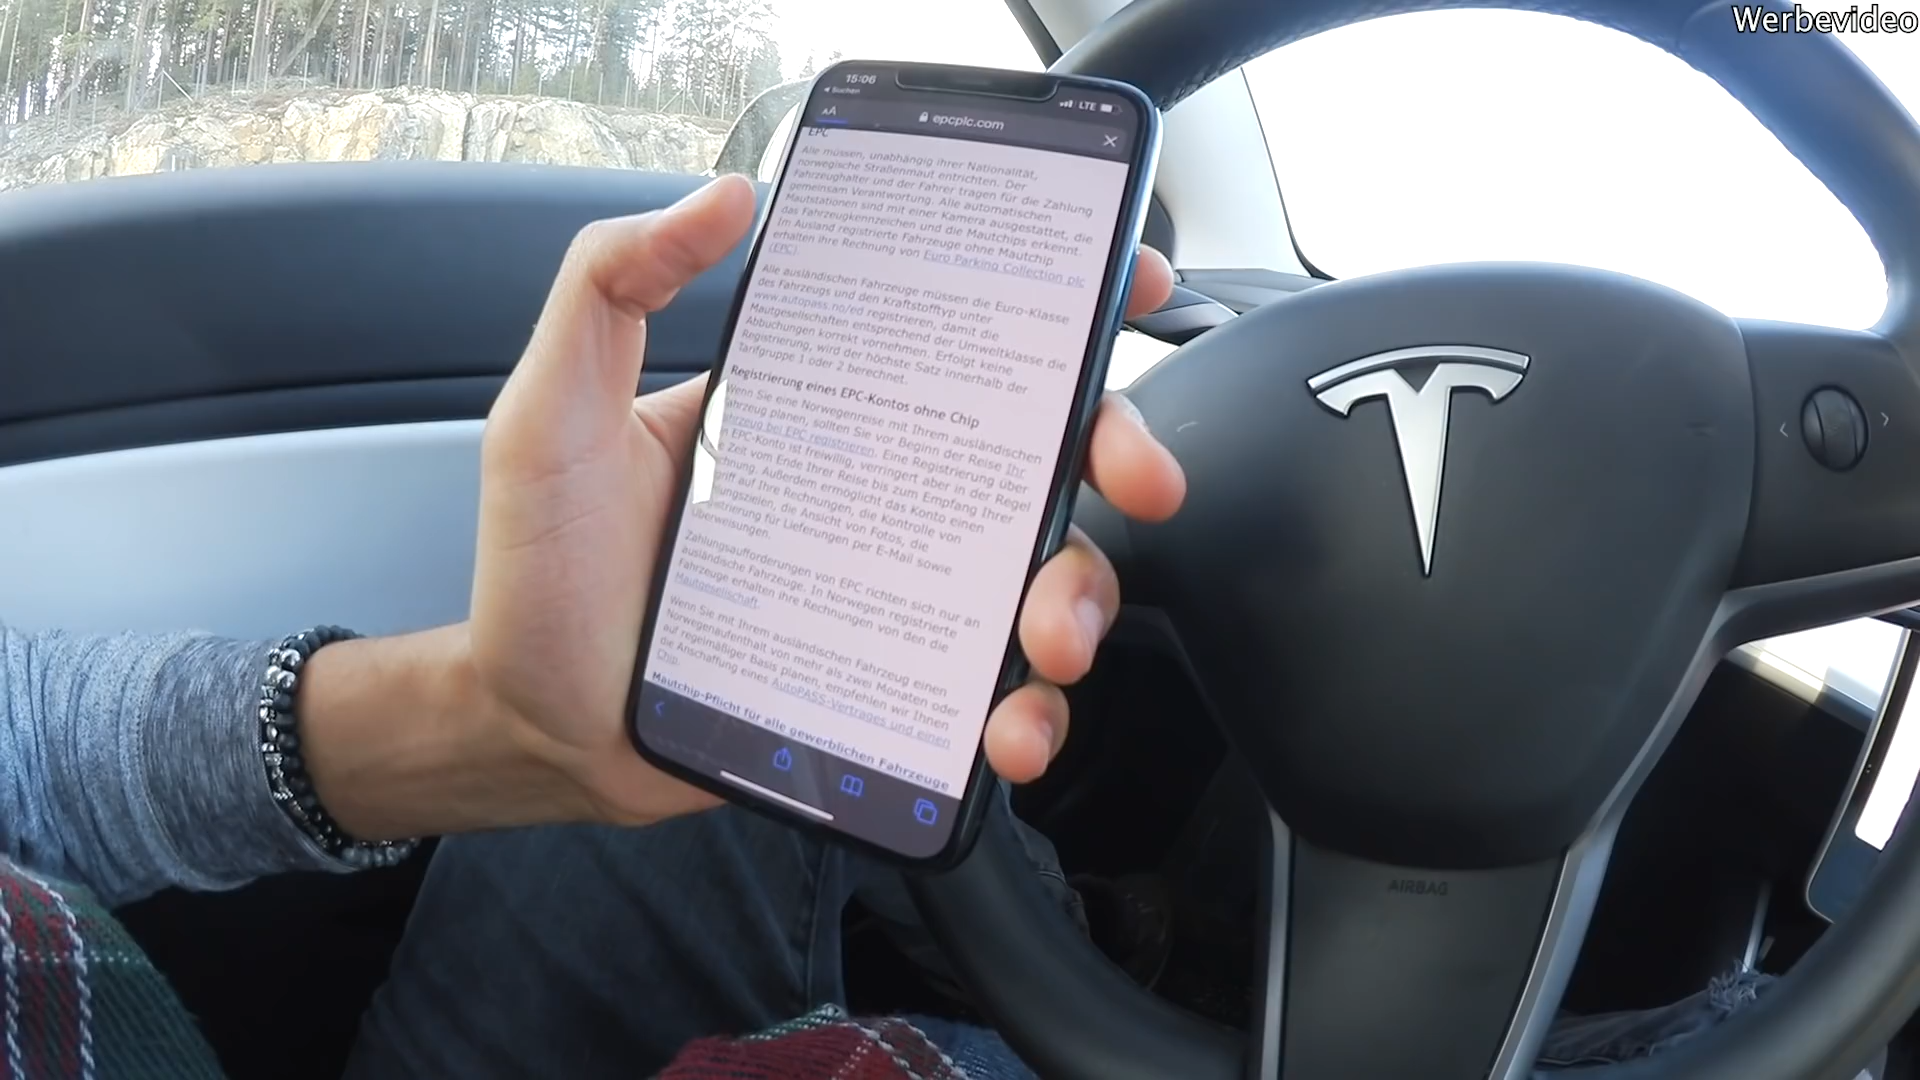 Werbevideo
15:06
Suchen
LTE
AA
epcplc.com
EPC
Alle müssen, unabhängig ihrer Nationalität,
norwegische Straßenmaut entrichten. Der
Fahrzeughalter und der Fahrer tragen für die Zahlung
gemeinsam Verantwortung. Alle automatischen
Mautstationen sind mit einer Kamera ausgestattet, die
das Fahrzeugkennzeichen und die Mautchips erkennt.
Im Ausland registrierte Fahrzeuge ohne Mautchip
erhalten ihre Rechnung von Euro Parking Collection plc
(EPC).
Alle ausländischen Fahrzeuge müssen die Euro-Klasse
des Fahrzeugs und den Kraftstofftyp unter
www.autopass.no/ed registrieren, damit die
Mautgesellschaften entsprechend der Umweltklasse die
Abbuchungen korrekt vornehmen. Erfolgt keine
Registrierung, wird der höchste Satz innerhalb der
Tarifgruppe 1 oder 2 berechnet.
Registrierung eines EPC-Kontos ohne Chip
Wenn Sie eine Norwegenreise mit Ihrem ausländischen
Fahrzeug planen, sollten Sie vor Beginn der Reise Ihr
ahrzeug bei EPC registrieren. Eine Registrierung über
EPC-Konto ist freiwillig, verringert aber in der Regel
Zeit vom Ende Ihrer Reise bis zum Empfang Ihrer
chnung. Außerdem ermöglicht das Konto einen
riff auf Ihre Rechnungen, die Kontrolle von
ungszielen, die Ansicht von Fotos, die
gistrierung für Lieferungen per E-Mail sowie
Überweisungen.
Zahlungsaufforderungen von EPC richten sich nur an
ausländische Fahrzeuge. In Norwegen registrierte
Fahrzeuge erhalten ihre Rechnungen von den die
Mautgesellschaft.
Wenn Sie mit Ihrem ausländischen Fahrzeug einen
Norwegenaufenthalt von mehr als zwei Monaten oder
auf regelmäßiger Basis planen, empfehlen wir Ihnen
die Anschaffung eines AutoPASS-Vertrages und einen
Chip.
Mautchip-Pflicht für alle gewerblichen Fahrzeuge
AIRBAG